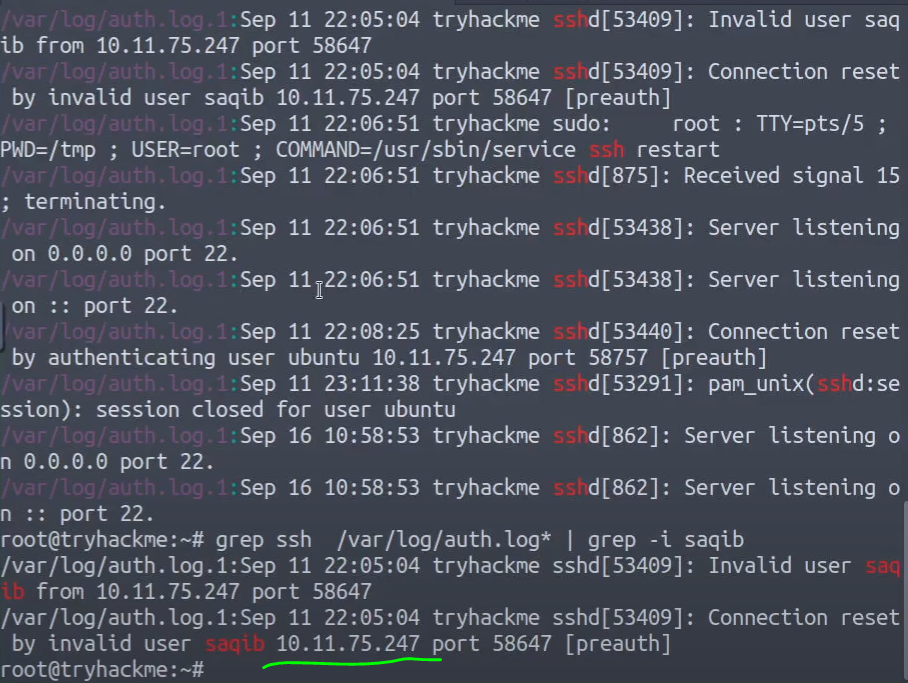 /var/log/auth.log.1:Sep 11 22:05:04 tryhackme sshd[53409]: Invalid user saq
ib from 10.11.75.247 port 58647
/var/log/auth.log.1:Sep 11 22:05:04 tryhackme sshd[53409]: Connection reset
 by invalid user saqib 10.11.75.247 port 58647 [preauth]
/var/log/auth.log.1:Sep 11 22:06:51 tryhackme sudo:     root : TTY=pts/5 ;
PWD=/tmp ; USER=root ; COMMAND=/usr/sbin/service ssh restart
/var/log/auth.log.1:Sep 11 22:06:51 tryhackme sshd[875]: Received signal 15
; terminating.
/var/log/auth.log.1:Sep 11 22:06:51 tryhackme sshd[53438]: Server listening
 on 0.0.0.0 port 22.
/var/log/auth.log.1:Sep 11 22:06:51 tryhackme sshd[53438]: Server listening
 on :: port 22.
/var/log/auth.log.1:Sep 11 22:08:25 tryhackme sshd[53440]: Connection reset
by authenticating user ubuntu 10.11.75.247 port 58757 [preauth]
/var/log/auth.log.1:Sep 11 23:11:38 tryhackme sshd[53291]: pam_unix(sshd:se
ssion): session closed for user ubuntu
/var/log/auth.log.1:Sep 16 10:58:53 tryhackme sshd[862]: Server listening o
n 0.0.0.0 port 22.
/var/log/auth.log.1:Sep 16 10:58:53 tryhackme sshd[862]: Server listening o
n :: port 22.
root@tryhackme:~# grep ssh  /var/log/auth.log* | grep -i saqib
/var/log/auth.log.1:Sep 11 22:05:04 tryhackme sshd[53409]: Invalid user saq
ib from 10.11.75.247 port 58647
/var/log/auth.log.1:Sep 11 22:05:04 tryhackme sshd[53409]: Connection reset
 by invalid user saqib 10.11.75.247 port 58647 [preauth]
root@tryhackme:~#